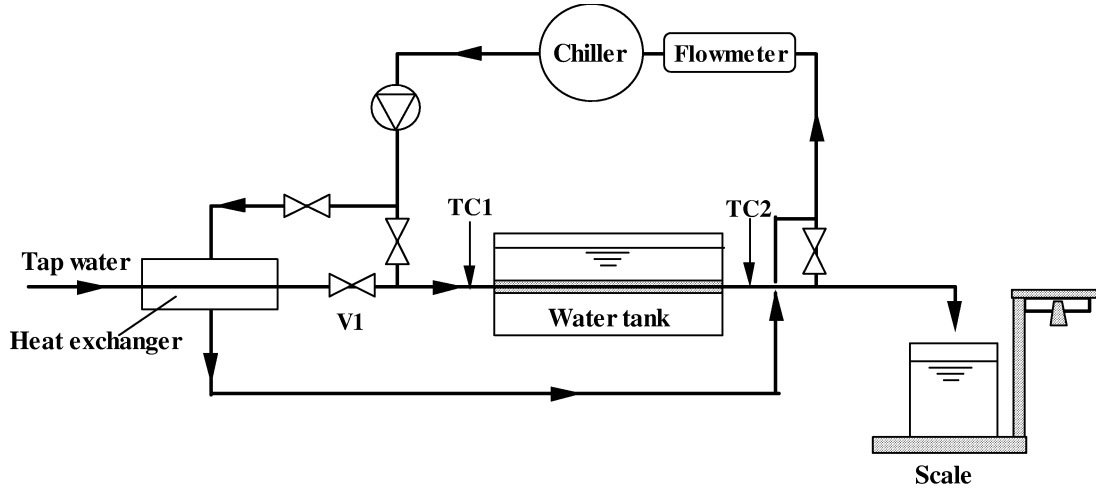 Chiller
Flowmeter
TC1
TC2
Tap water
V1
Water tank
Heat exchanger
Scale